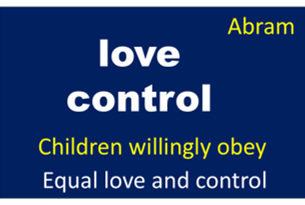 Abram
love
control
Children willingly obey
Equal love and control